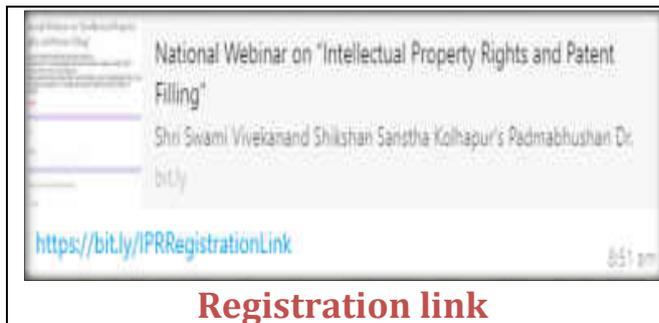 National Webinar on "Intellectual Property Rights and Patent
Filling"
Shri Swami Vivekanand Shikshan Sanstha Kolhapur's Padmabhushan Dr.
bit.ly
https://bit.ly/IPRRegistrationLink
8:51 pm
Registration link